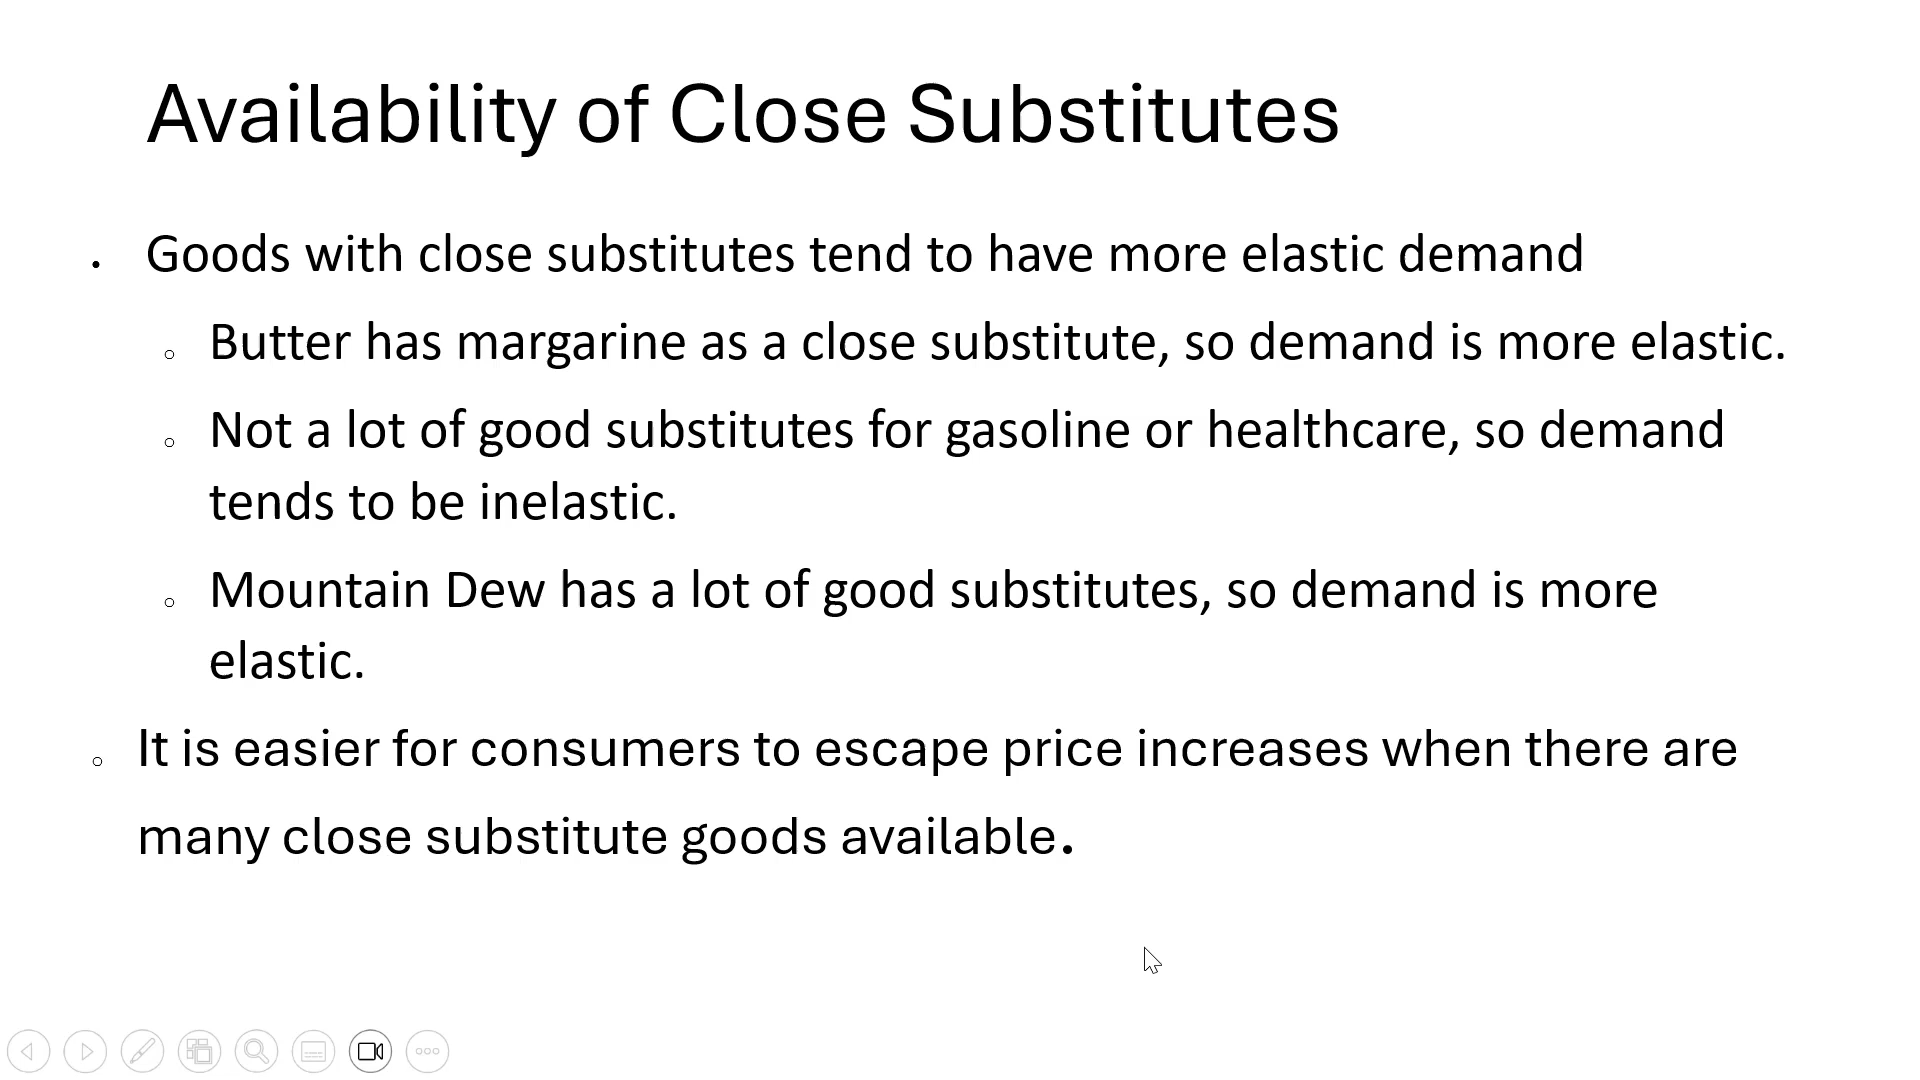 Availability of Close Substitutes
• Goods with close substitutes tend to have more elastic demand
○ Butter has margarine as a close substitute, so demand is more elastic.
○ Not a lot of good substitutes for gasoline or healthcare, so demand
tends to be inelastic.
○ Mountain Dew has a lot of good substitutes, so demand is more
elastic.
○ It is easier for consumers to escape price increases when there are
many close substitute goods available.